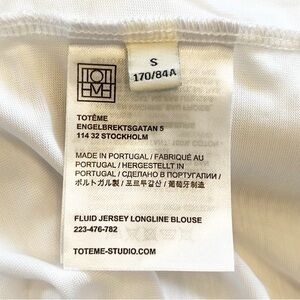 TOT
EME
S
170/84A
TOTÊME
ENGELBREKTSGATAN 5
114 32 STOCKHOLM
MADE IN PORTUGAL / FABRIQUÉ AU
PORTUGAL / HERGESTELLT IN
PORTUGAL / СДЕЛАНО В ПОРТУГАЛИИ /
ポルトガル製 / 포르투갈산 / 葡萄牙制造
FLUID JERSEY LONGLINE BLOUSE
223-476-782
TOTEME-STUDIO.COM